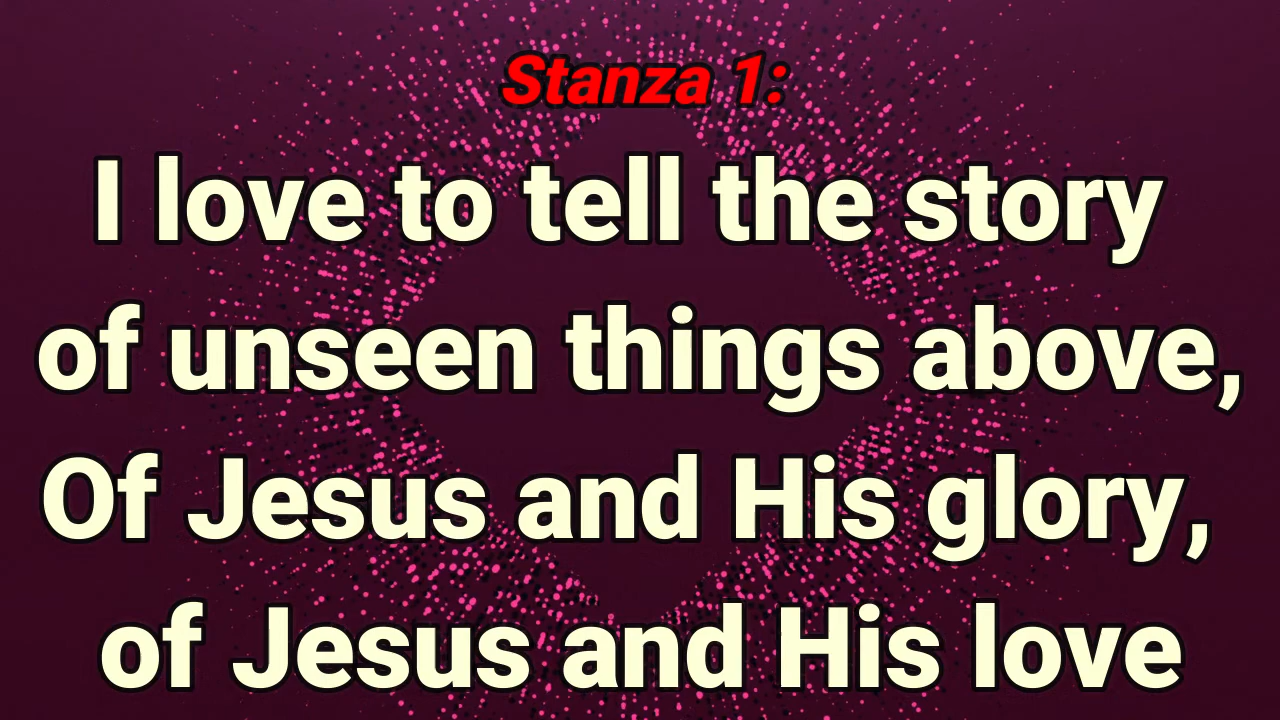 Stanza 1:
I love to tell the story
of unseen things above,
Of Jesus and His glory,
of Jesus and His love